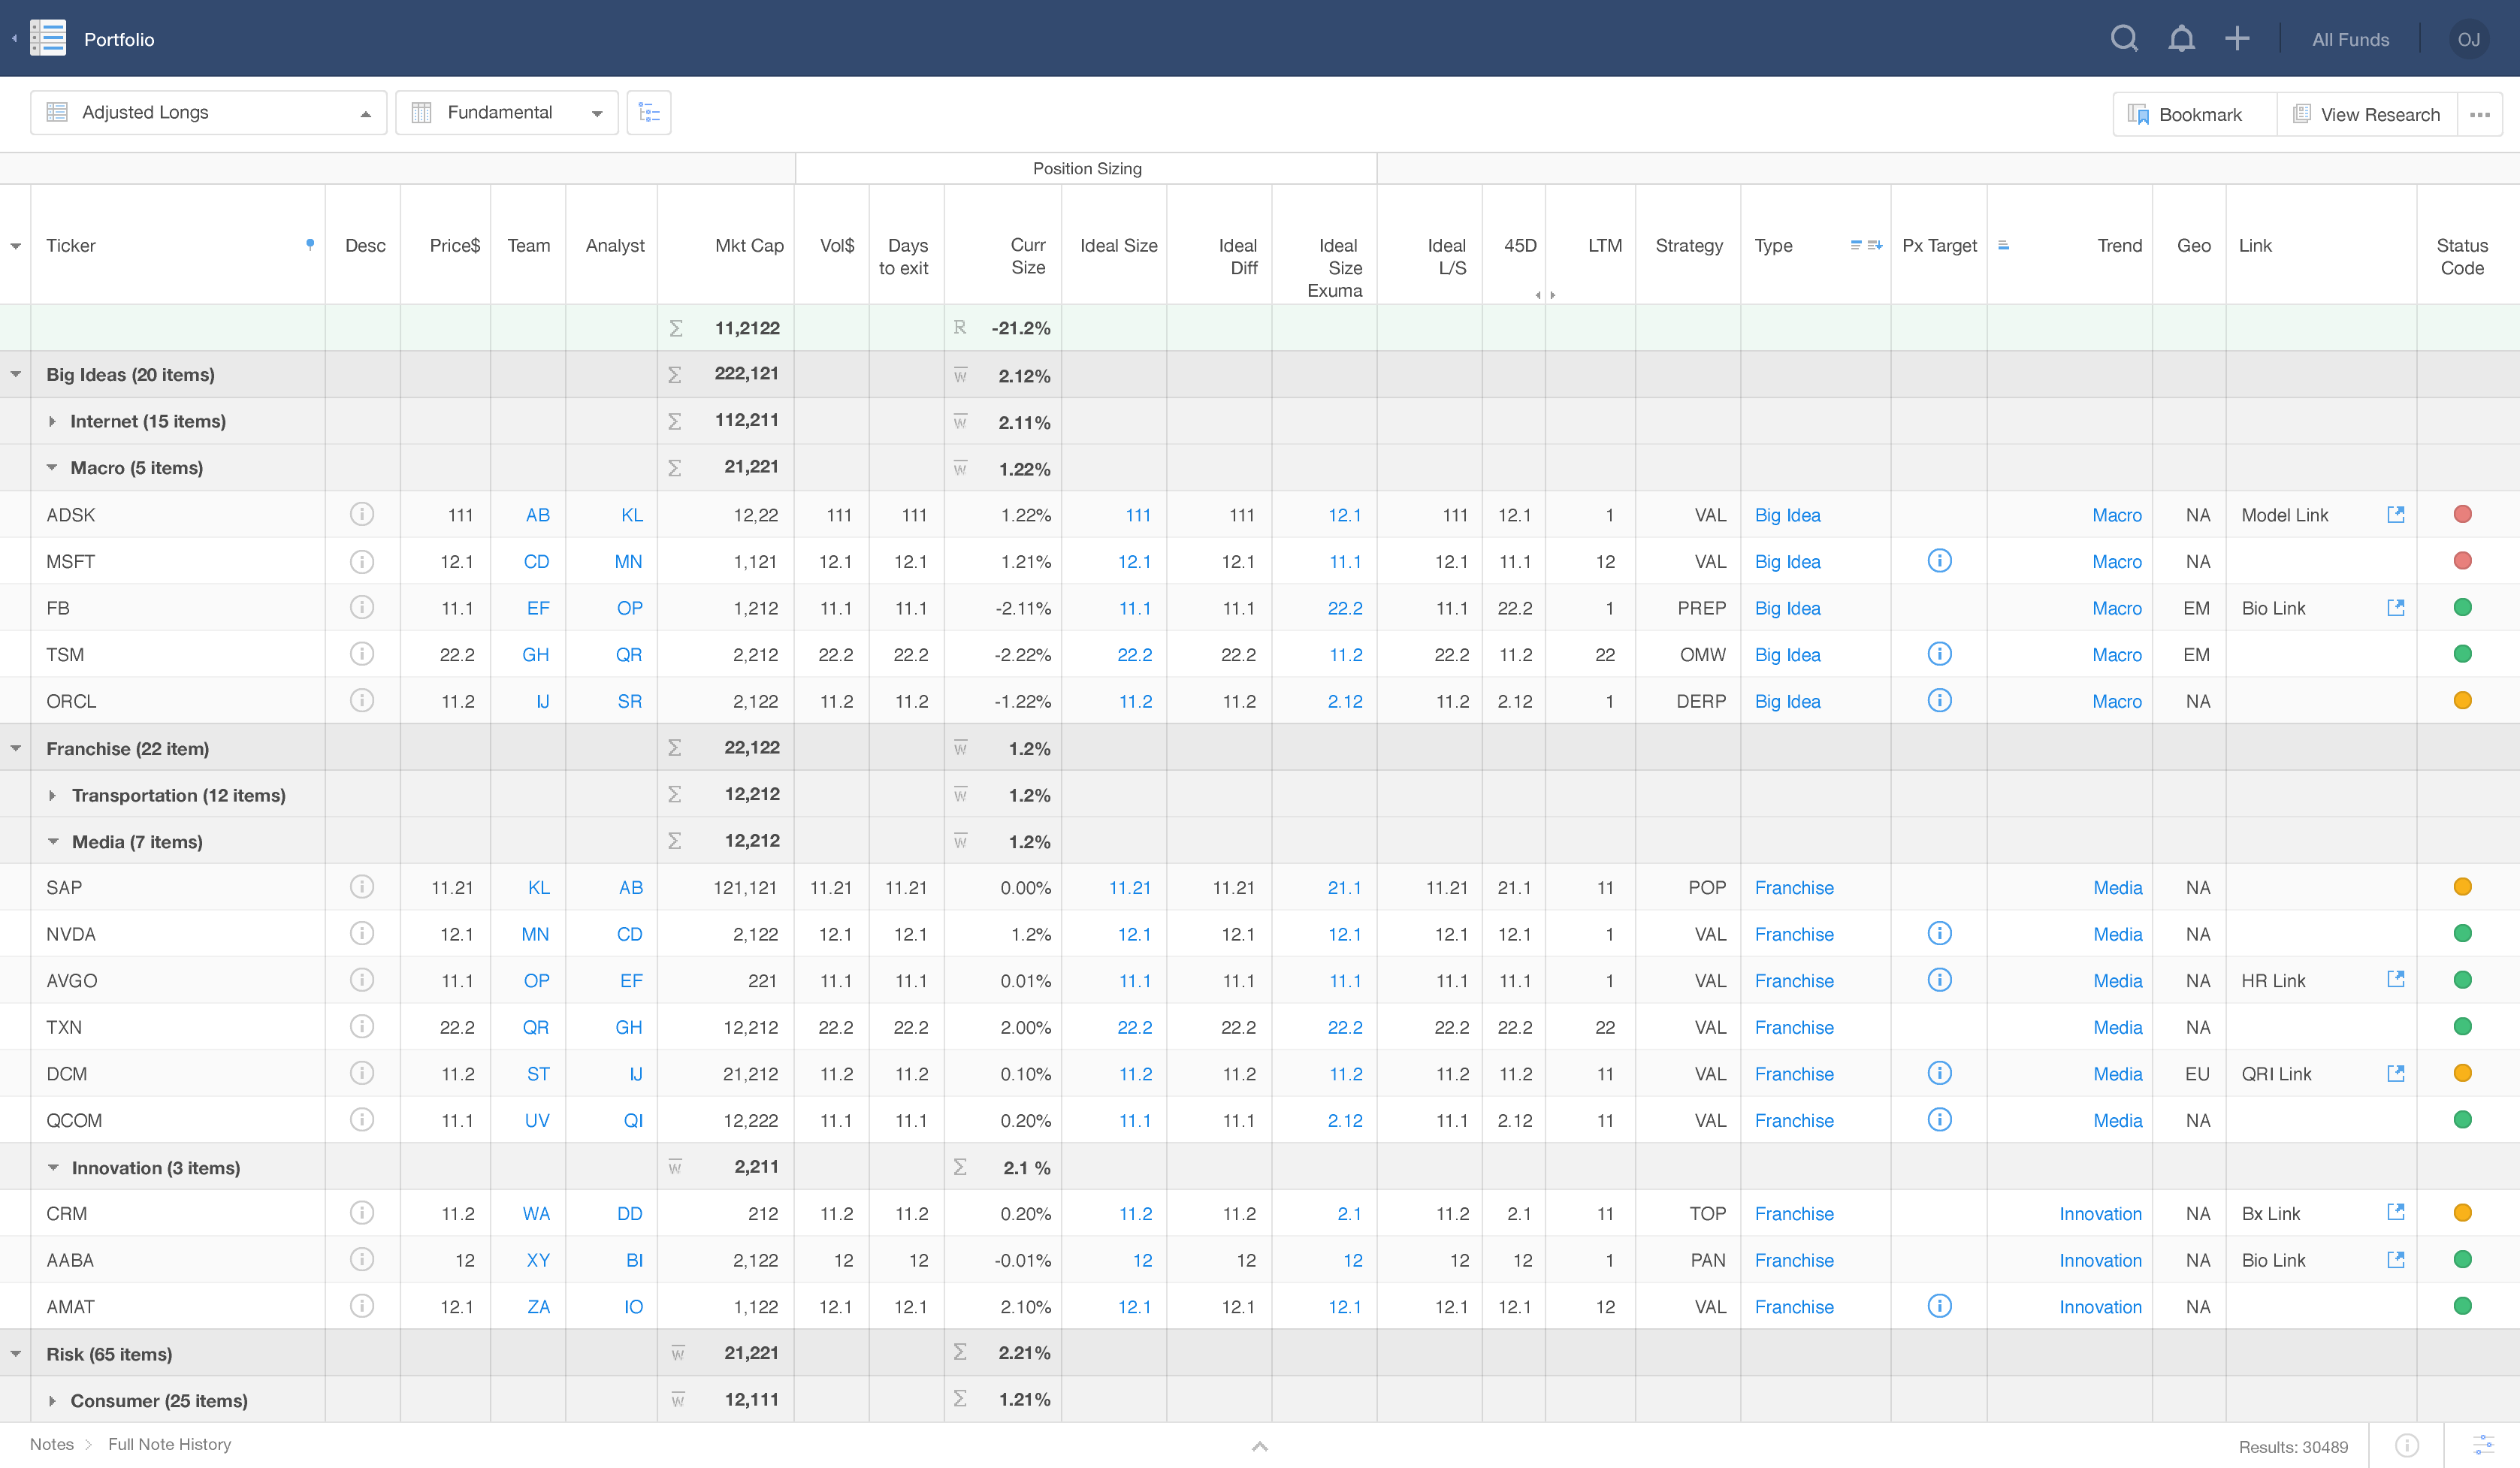 Portfolio All Funds OJ
Adjusted Longs Fundamental Bookmark View Research
Position Sizing
Ticker Desc Price$ Team Analyst Mkt Cap Vol$ Days to exit Curr Size Ideal Size Ideal Diff Ideal Size Exuma Ideal L/S 45D LTM Strategy Type Px Target Trend Geo Link Status Code
Σ 11,2122 R -21.2%
Big Ideas (20 items) Σ 222,121 w 2.12%
Internet (15 items) Σ 112,211 w 2.11%
Macro (5 items) Σ 21,221 w 1.22%
ADSK 111 AB KL 12,22 111 111 1.22% 111 111 12.1 111 12.1 1 VAL Big Idea Macro NA Model Link
MSFT 12.1 CD MN 1,121 12.1 12.1 1.21% 12.1 12.1 11.1 12.1 11.1 12 VAL Big Idea Macro NA
FB 11.1 EF OP 1,212 11.1 11.1 -2.11% 11.1 11.1 22.2 11.1 22.2 1 PREP Big Idea Macro EM Bio Link
TSM 22.2 GH QR 2,212 22.2 22.2 -2.22% 22.2 22.2 11.2 22.2 11.2 22 OMW Big Idea Macro EM
ORCL 11.2 IJ SR 2,122 11.2 11.2 -1.22% 11.2 11.2 2.12 11.2 2.12 1 DERP Big Idea Macro NA
Franchise (22 item) Σ 22,122 w 1.2%
Transportation (12 items) Σ 12,212 w 1.2%
Media (7 items) Σ 12,212 w 1.2%
SAP 11.21 KL AB 121,121 11.21 11.21 0.00% 11.21 11.21 21.1 11.21 21.1 11 POP Franchise Media NA
NVDA 12.1 MN CD 2,122 12.1 12.1 1.2% 12.1 12.1 12.1 12.1 12.1 1 VAL Franchise Media NA
AVGO 11.1 OP EF 221 11.1 11.1 0.01% 11.1 11.1 11.1 11.1 11.1 1 VAL Franchise Media NA HR Link
TXN 22.2 QR GH 12,212 22.2 22.2 2.00% 22.2 22.2 22.2 22.2 22.2 22 VAL Franchise Media NA
DCM 11.2 ST IJ 21,212 11.2 11.2 0.10% 11.2 11.2 11.2 11.2 11.2 11 VAL Franchise Media EU QRI Link
QCOM 11.1 UV QI 12,222 11.1 11.1 0.20% 11.1 11.1 2.12 11.1 2.12 11 VAL Franchise Media NA
Innovation (3 items) w 2,211 Σ 2.1 %
CRM 11.2 WA DD 212 11.2 11.2 0.20% 11.2 11.2 2.1 11.2 2.1 11 TOP Franchise Innovation NA Bx Link
AABA 12 XY BI 2,122 12 12 -0.01% 12 12 12 12 12 1 PAN Franchise Innovation NA Bio Link
AMAT 12.1 ZA IO 1,122 12.1 12.1 2.10% 12.1 12.1 12.1 12.1 12.1 12 VAL Franchise Innovation NA
Risk (65 items) w 21,221 Σ 2.21%
Consumer (25 items) w 12,111 Σ 1.21%
Notes Full Note History Results: 30489